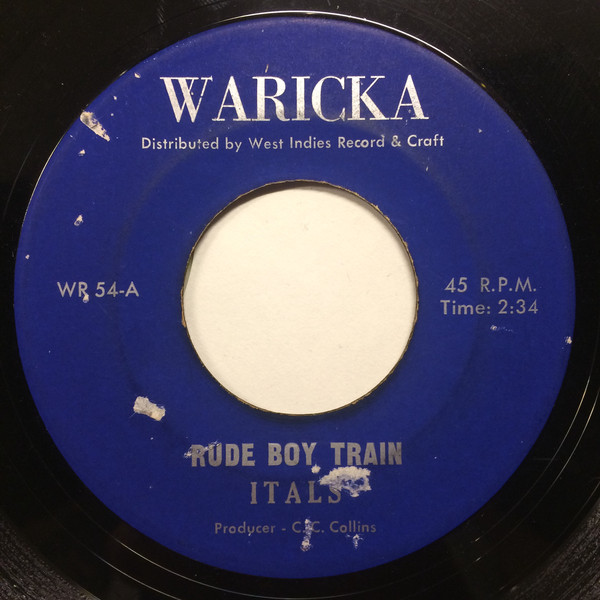 WARICKA
Distributed by West Indies Record & Craft
WR 54-A
45 R.P.M.
Time: 2:34
RUDE BOY TRAIN
ITALS
Producer - C.C. Collins